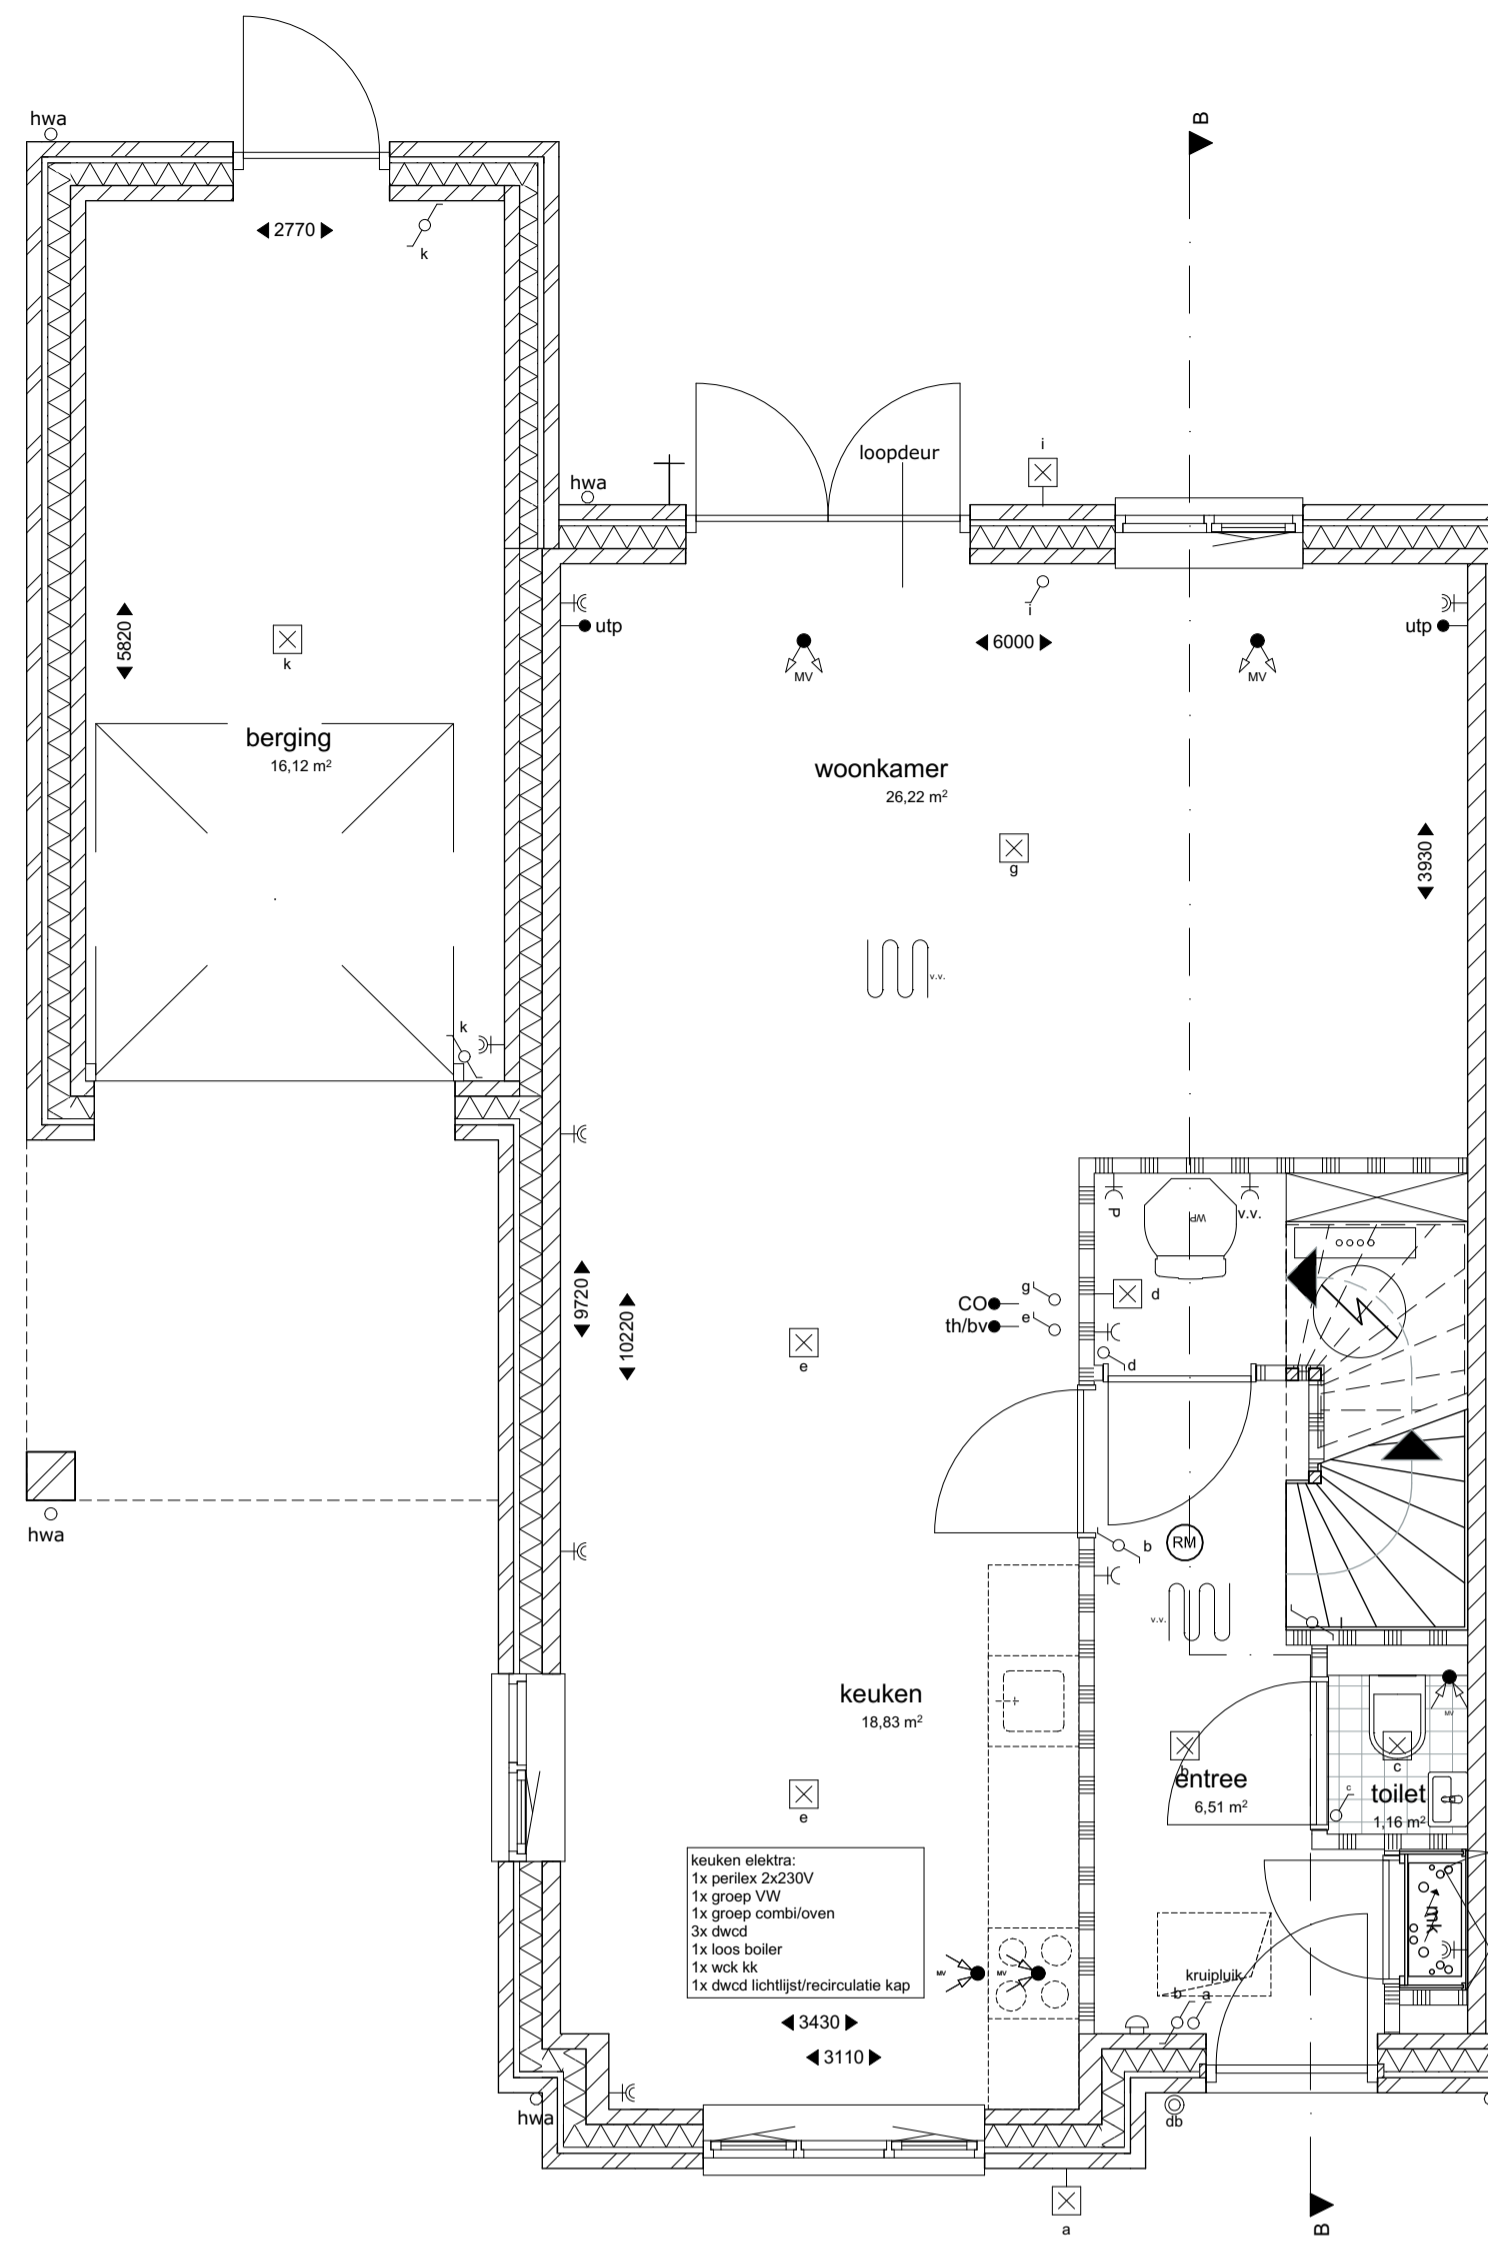 B
hwa
2770
k
i
loopdeur
hwa
i
utp
utp
6000
MV
MV
5820
k
berging
16,12 m²
woonkamer
26,22 m²
g
3930
v.v.
k
P
WP
v.v.
9720
10220
g
CO
d
e
th/bv
e
d
hwa
b
RM
v.v.
l
keuken
18,83 m²
MV
b
c
entree
6,51 m²
c
toilet
1,16 m²
e
keuken elektra:
1x perilex 2x230V
1x groep VW
1x groep combi/oven
3x dwcd
1x loos boiler
1x wck kk
1x dwcd lichtlijst/recirculatie kap
mk
MV
MV
kruipluik
b
a
3430
3110
hwa
db
a
B